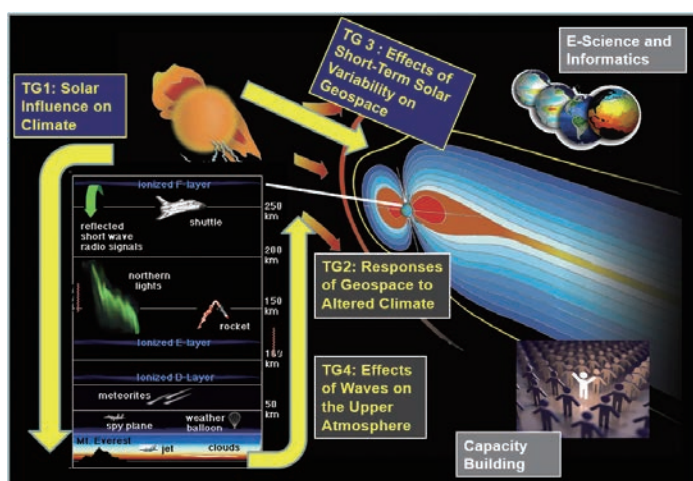 TG1: Solar
Influence on
Climate
TG 3 : Effects of
Short-Term Solar
Variability on
Geospace
E-Science and
Informatics
ionized F-layer
250
km
shuttle
reflected
short wave
radio signals
200
km
northern
lights
150
km
rocket
TG2: Responses
of Geospace to
Altered Climate
Ionized E-layer
100
km
Ionized D-Layer
meteorites
50
km
spy plane
weather
balloon
Mt. Everest
jet
clouds
TG4: Effects
of Waves on
the Upper
Atmosphere
Capacity
Building